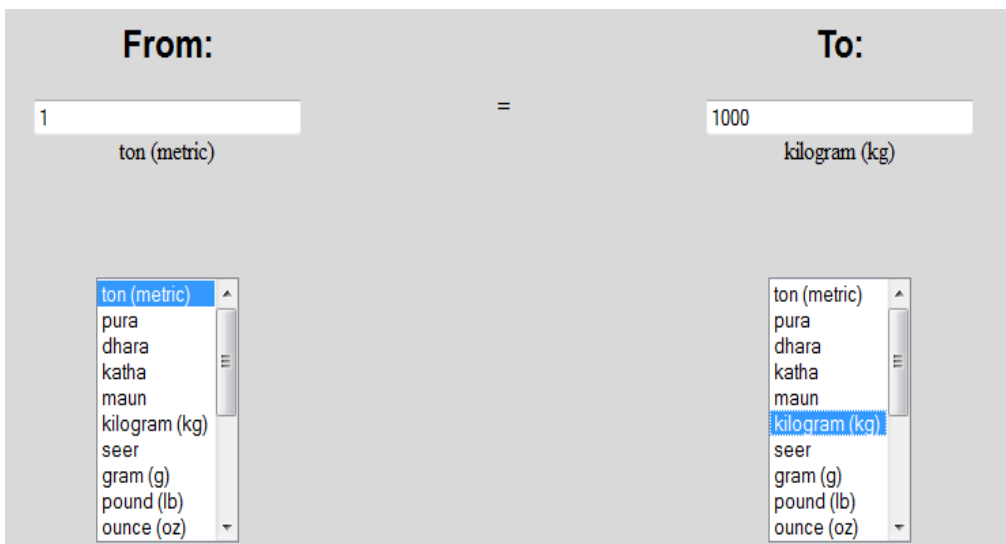 From:
To:
1
=
1000
ton (metric)
kilogram (kg)
ton (metric)
pura
dhara
katha
maun
kilogram (kg)
seer
gram (g)
pound (lb)
ounce (oz)
ton (metric)
pura
dhara
katha
maun
kilogram (kg)
seer
gram (g)
pound (lb)
ounce (oz)